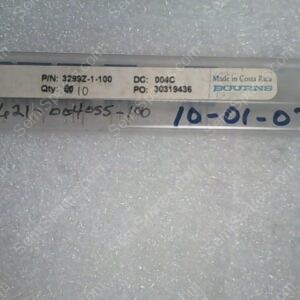 P/N: 3299Z-1-100 DC: 004C Made in Costa Rica
Qty: 10 PO: 30319436 BOURNS
621-004055-100 10-01-07